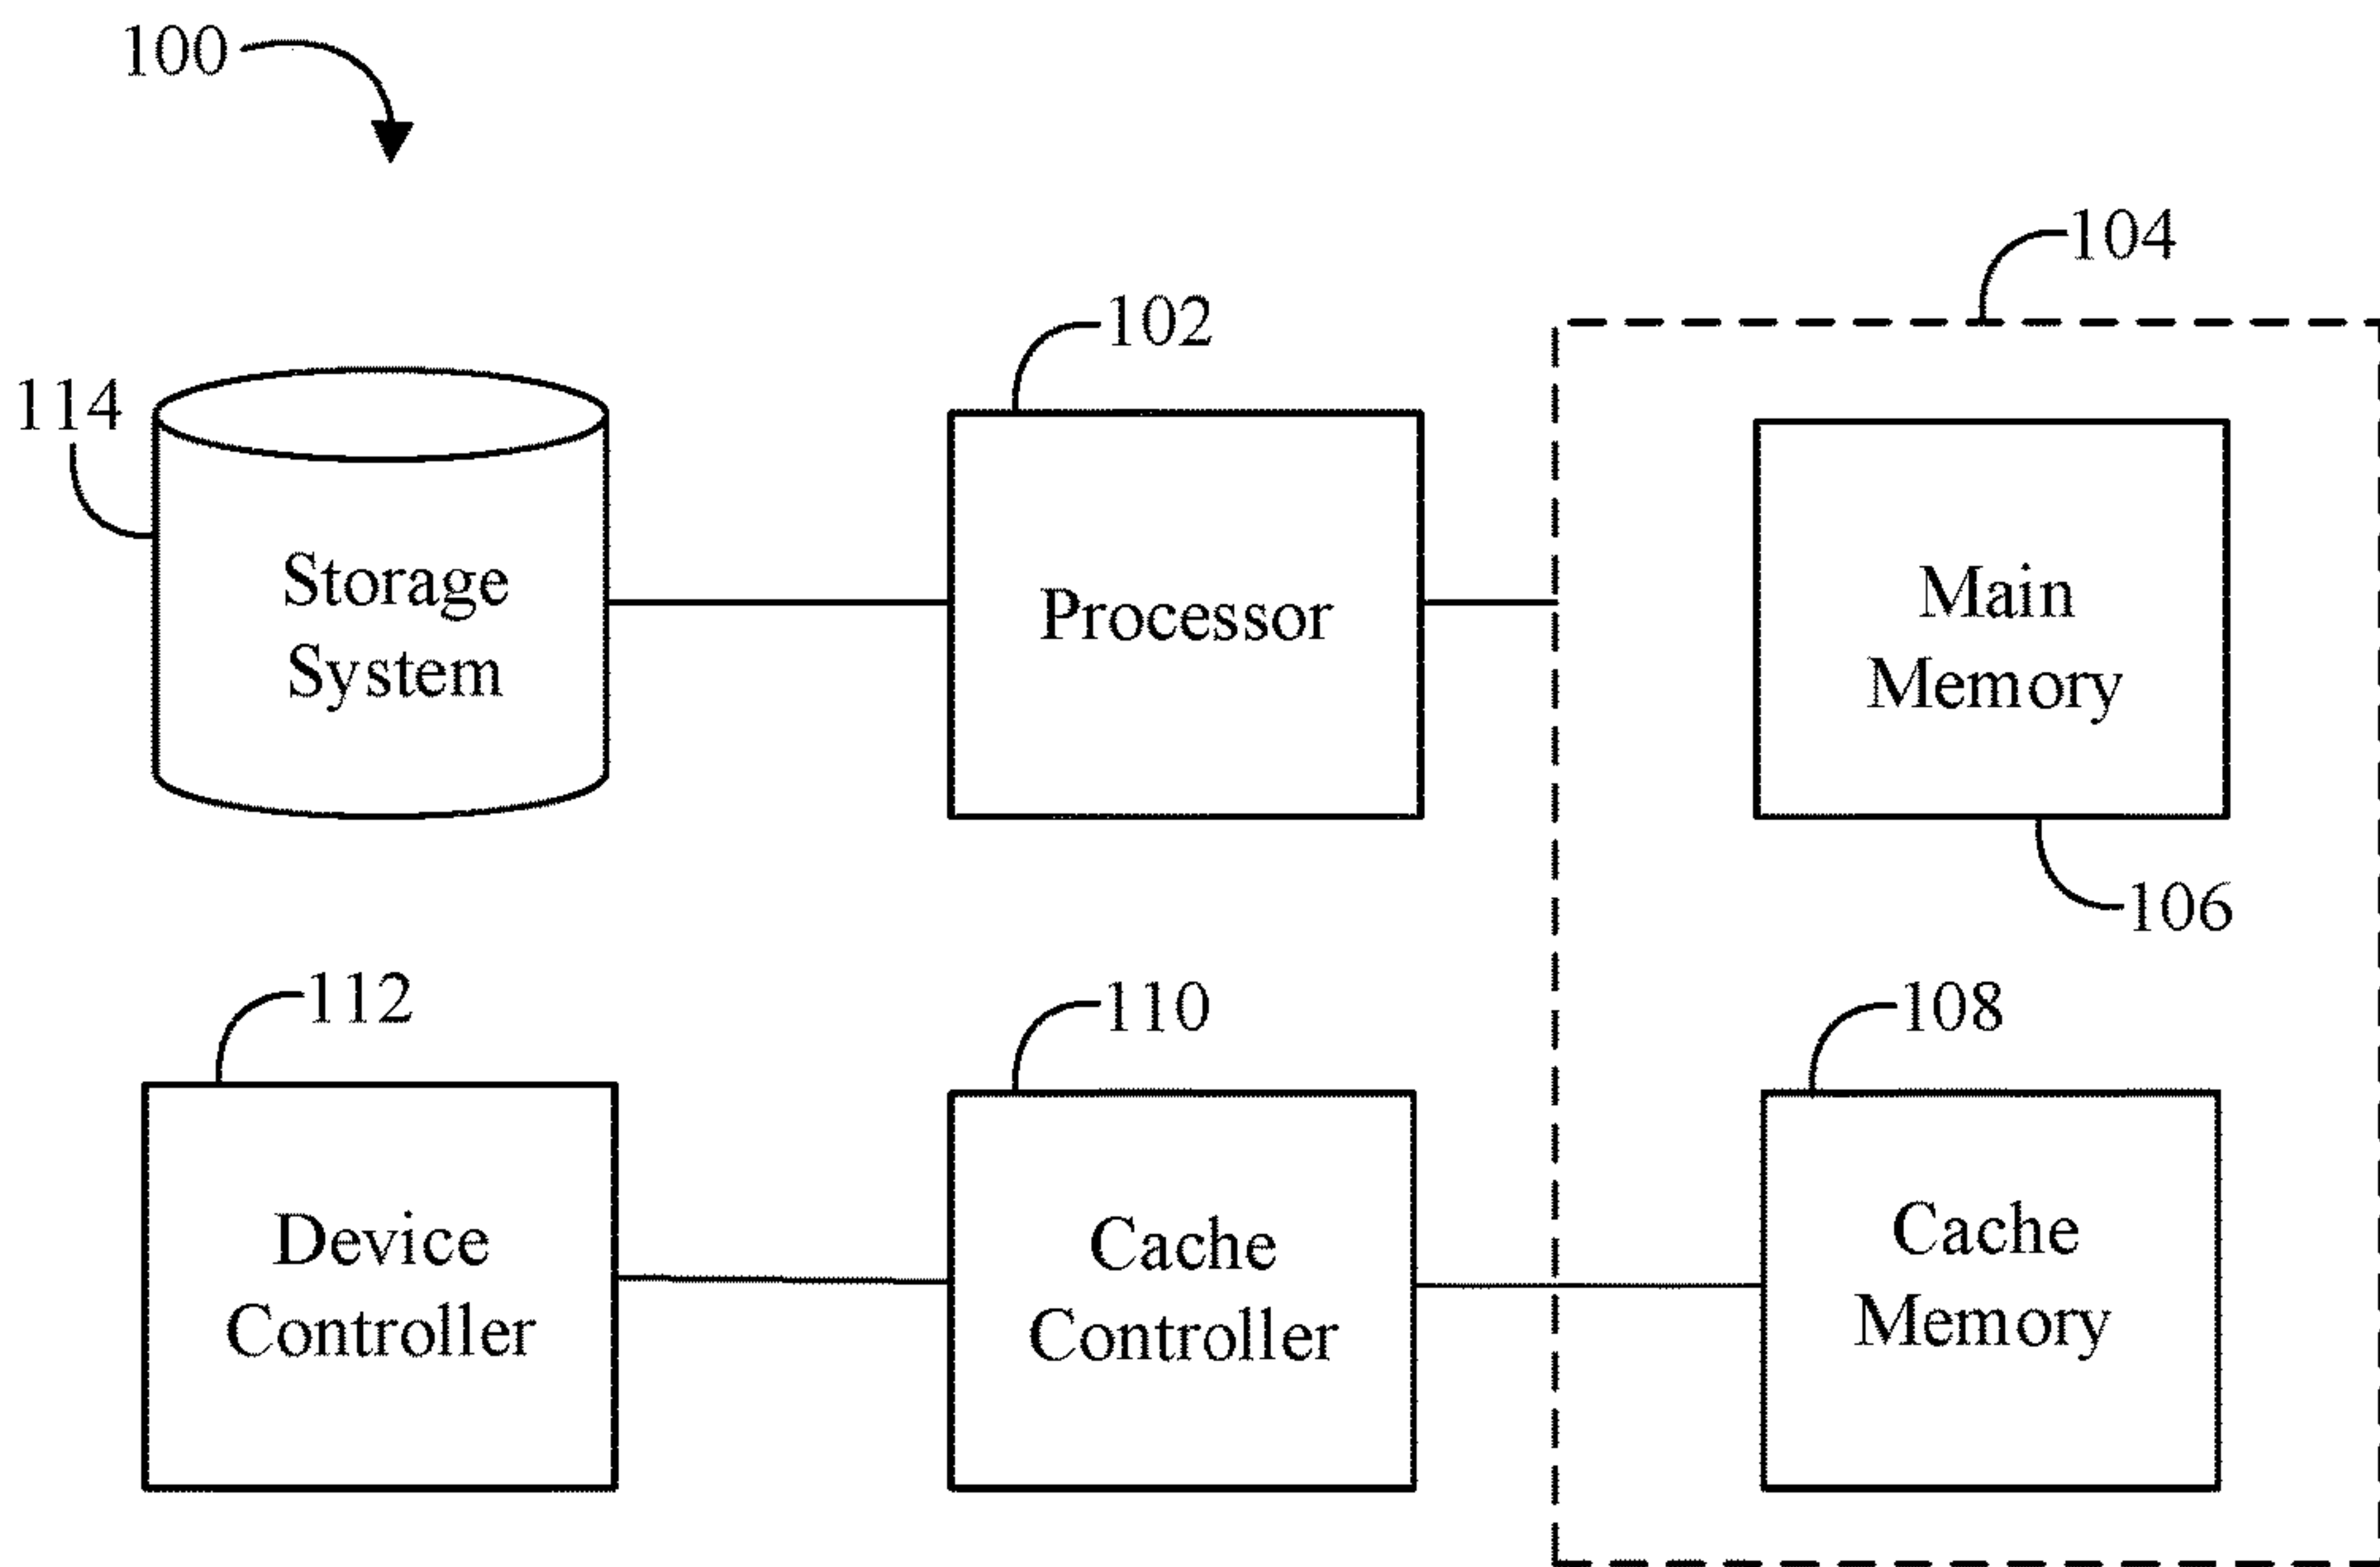 100
104
102
114
Storage
System
Processor
Main
Memory
106
112
110
108
Device
Controller
Cache
Controller
Cache
Memory